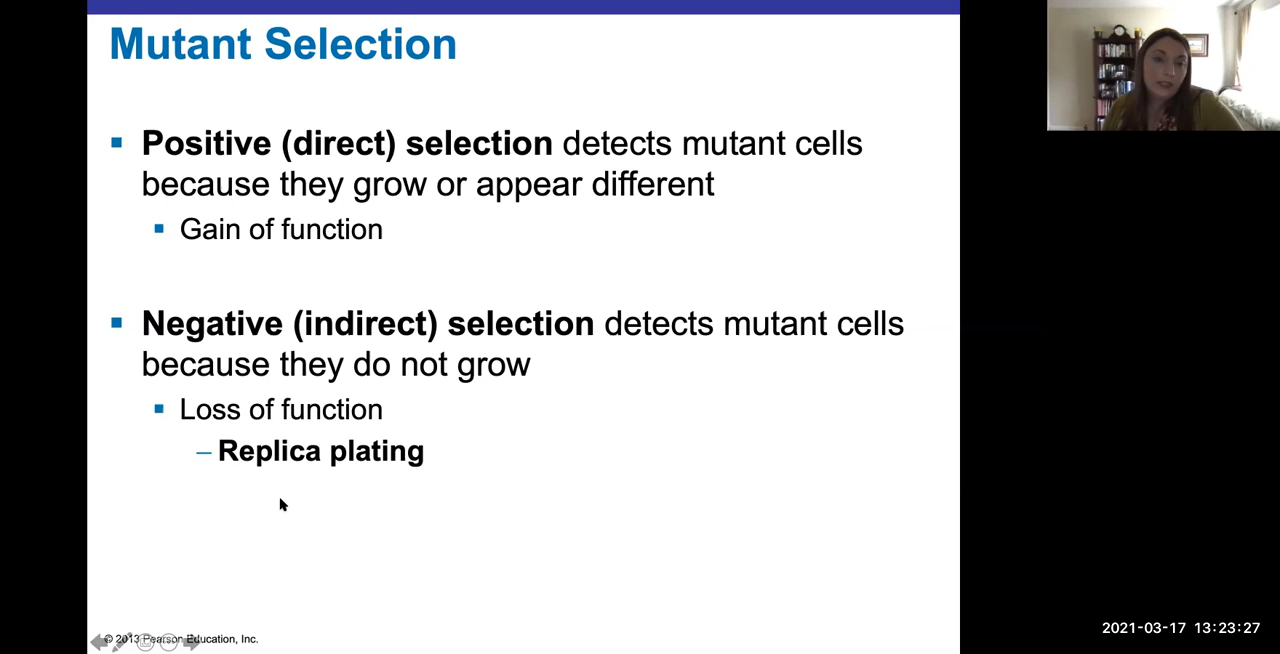 Mutant Selection
Positive (direct) selection detects mutant cells
because they grow or appear different
Gain of function
Negative (indirect) selection detects mutant cells
because they do not grow
Loss of function
– Replica plating
© 2013 Pearson Education, Inc.
2021-03-17 13:23:27